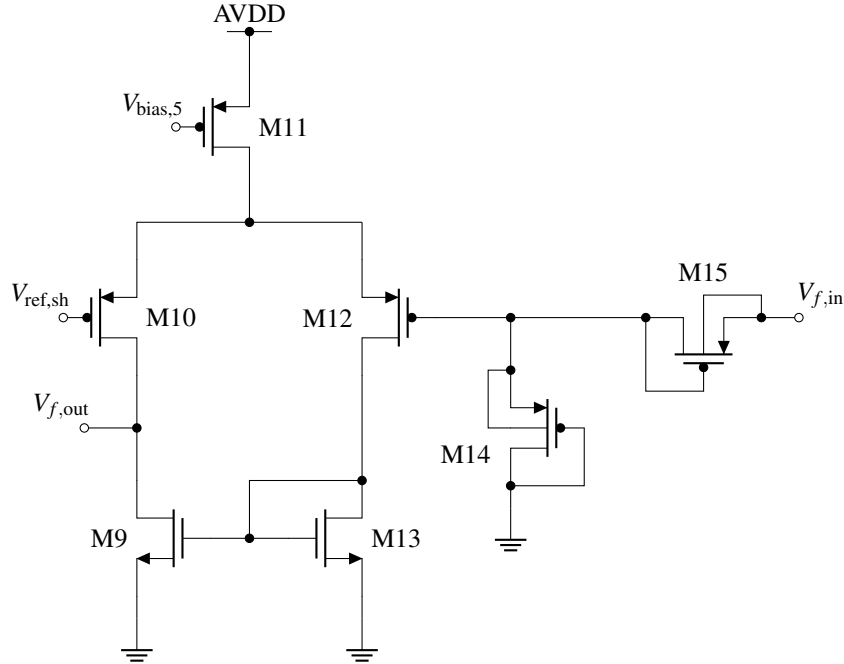 AVDD
V_bias,5
M11
M15
V_ref,sh
V_f,in
M10
M12
V_f,out
M14
M9
M13